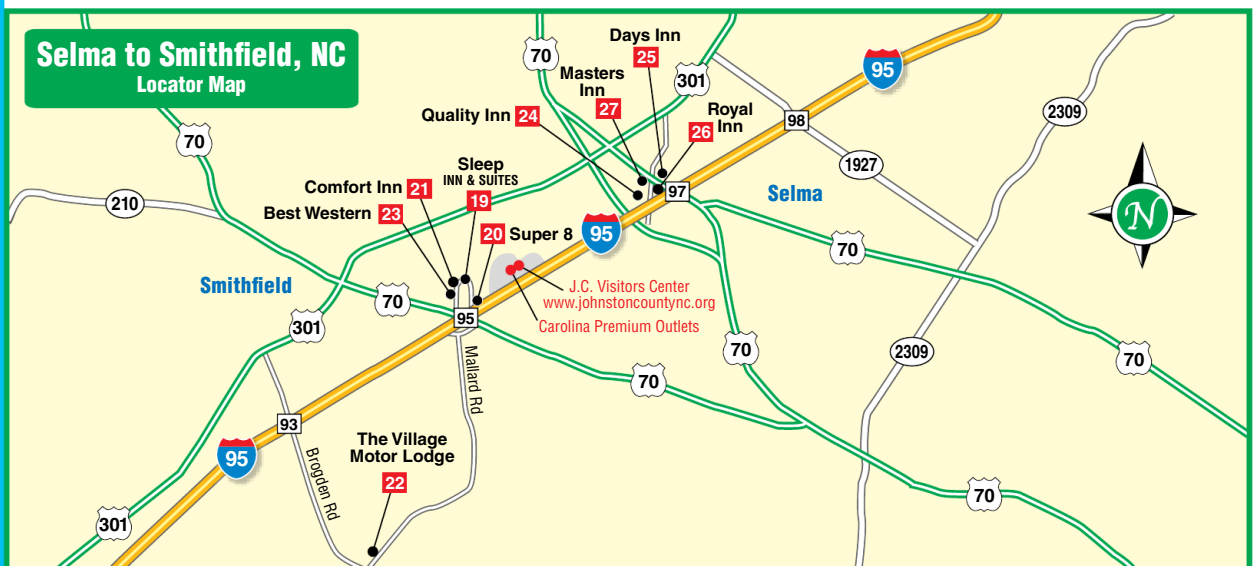 Selma to Smithfield, NC
Locator Map
70
301
95
Days Inn
25
Masters
Inn
27
Quality Inn 24
Royal
Inn
26
98
2309
1927
70
210
Sleep
INN & SUITES
19
Comfort Inn 21
Best Western 23
20 Super 8
97
Selma
95
N
70
Smithfield
J.C. Visitors Center
www.johnstoncountync.org
Carolina Premium Outlets
70
301
95
Mallard Rd
70
70
2309
70
93
95
Brogden Rd
The Village
Motor Lodge
22
301
70